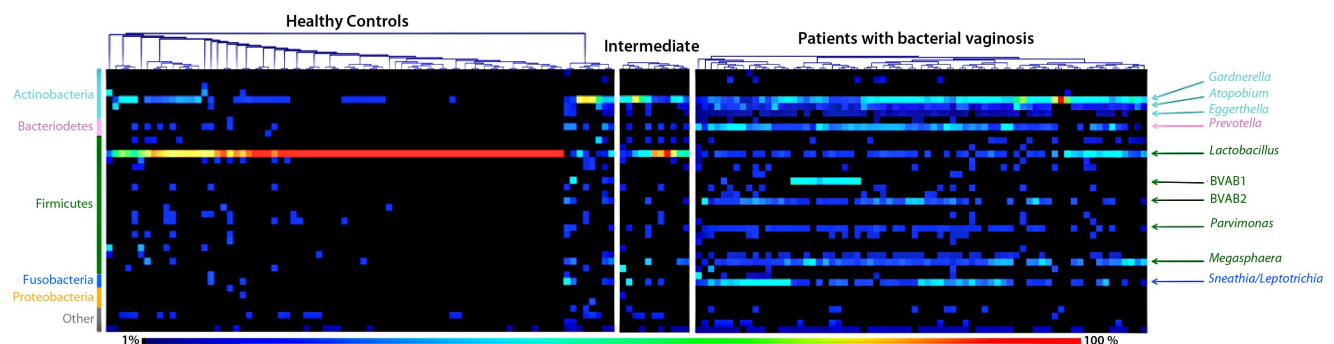 Healthy Controls
Intermediate
Patients with bacterial vaginosis
Actinobacteria
Bacteriodetes
Firmicutes
Fusobacteria
Proteobacteria
Other
Gardnerella
Atopobium
Eggerthella
Prevotella
Lactobacillus
BVAB1
BVAB2
Parvimonas
Megasphaera
Sneathia/Leptotrichia
1%
100 %